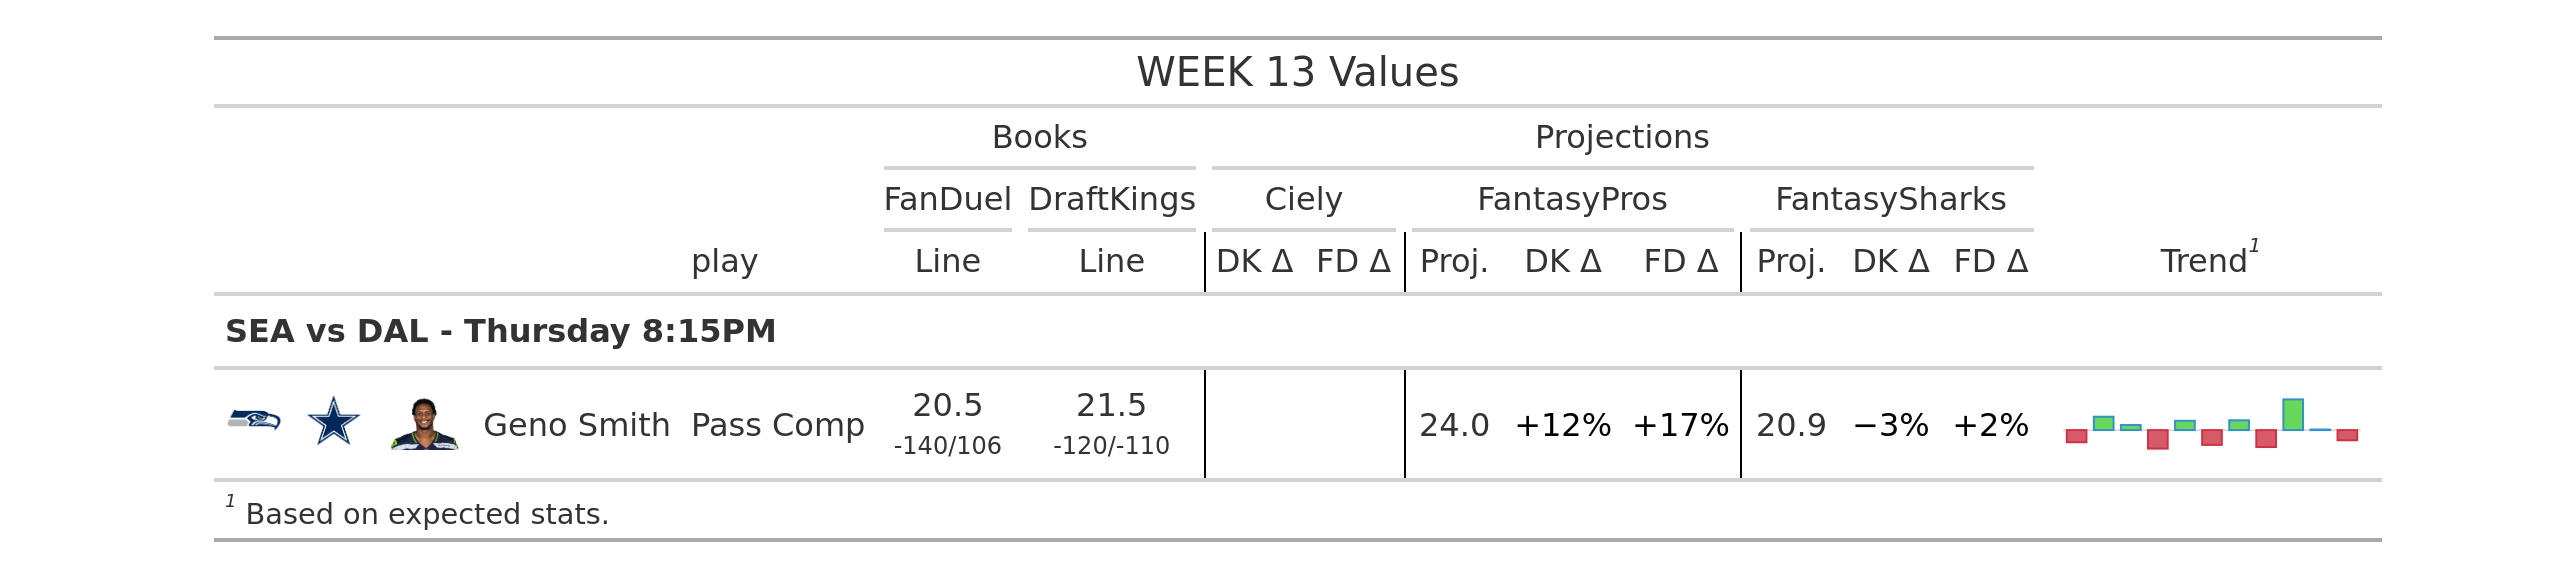 WEEK 13 Values
Books Projections
FanDuel DraftKings Ciely FantasyPros FantasySharks
play Line Line DK Δ FD Δ Proj. DK Δ FD Δ Proj. DK Δ FD Δ Trend1
SEA vs DAL - Thursday 8:15PM
Geno Smith Pass Comp 20.5 21.5 24.0 +12% +17% 20.9 −3% +2%
-140/106 -120/-110
1 Based on expected stats.